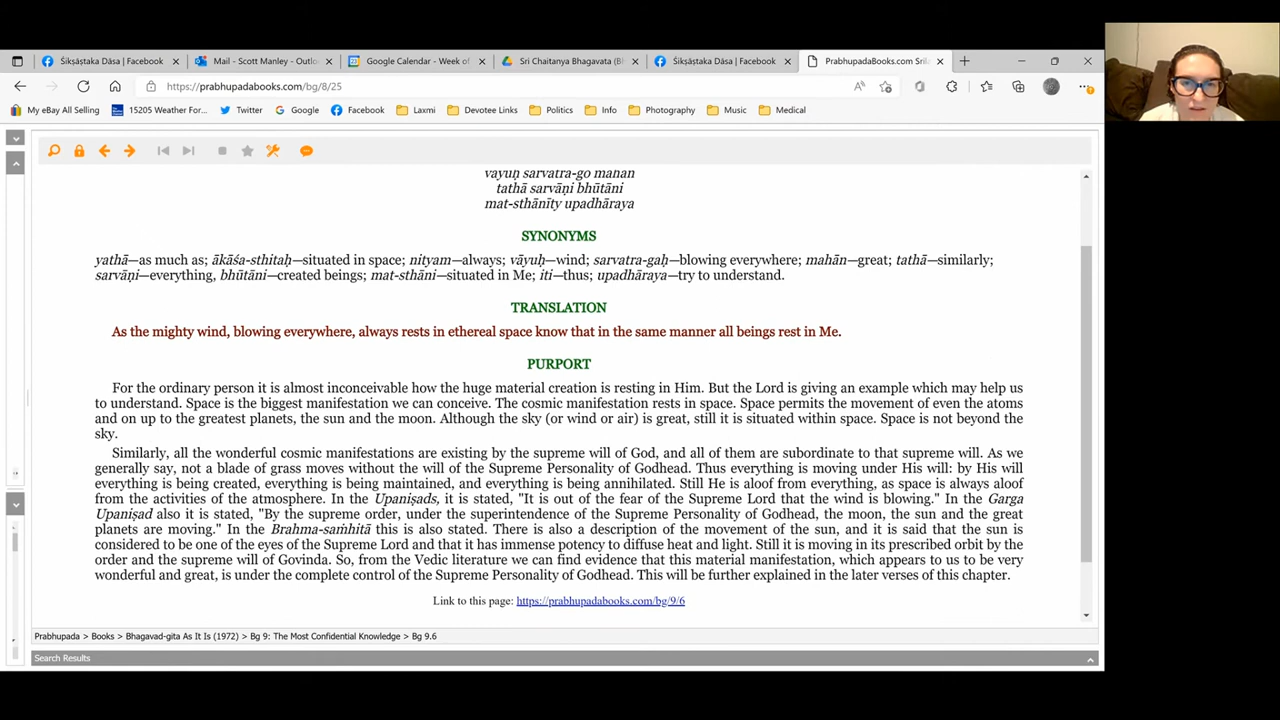 Śikṣāṣṭaka Dāsa | Facebook
Mail - Scott Manley - Outlo
Google Calendar - Week of
Sri Chaitanya Bhagavata (Bh
Śikṣāṣṭaka Dāsa | Facebook
PrabhupadaBooks.com Sril
https://prabhupadabooks.com/bg/8/25
My eBay All Selling
15205 Weather For...
Twitter
Google
Facebook
Laxmi
Devotee Links
Politics
Info
Photography
Music
Medical
vāyuḥ sarvatra-go mahān
tathā sarvāṇi bhūtāni
mat-sthānīty upadhāraya
SYNONYMS
yathā—as much as; ākāśa-sthitaḥ—situated in space; nityam—always; vāyuḥ—wind; sarvatra-gaḥ—blowing everywhere; mahān—great; tathā—similarly;
sarvāṇi—everything, bhūtāni—created beings; mat-sthāni—situated in Me; iti—thus; upadhāraya—try to understand.
TRANSLATION
As the mighty wind, blowing everywhere, always rests in ethereal space know that in the same manner all beings rest in Me.
PURPORT
For the ordinary person it is almost inconceivable how the huge material creation is resting in Him. But the Lord is giving an example which may help us
to understand. Space is the biggest manifestation we can conceive. The cosmic manifestation rests in space. Space permits the movement of even the atoms
and on up to the greatest planets, the sun and the moon. Although the sky (or wind or air) is great, still it is situated within space. Space is not beyond the
sky.
Similarly, all the wonderful cosmic manifestations are existing by the supreme will of God, and all of them are subordinate to that supreme will. As we
generally say, not a blade of grass moves without the will of the Supreme Personality of Godhead. Thus everything is moving under His will: by His will
everything is being created, everything is being maintained, and everything is being annihilated. Still He is aloof from everything, as space is always aloof
from the activities of the atmosphere. In the Upaniṣads, it is stated, "It is out of the fear of the Supreme Lord that the wind is blowing." In the Garga
Upaniṣad also it is stated, "By the supreme order, under the superintendence of the Supreme Personality of Godhead, the moon, the sun and the great
planets are moving." In the Brahma-saṁhitā this is also stated. There is also a description of the movement of the sun, and it is said that the sun is
considered to be one of the eyes of the Supreme Lord and that it has immense potency to diffuse heat and light. Still it is moving in its prescribed orbit by the
order and the supreme will of Govinda. So, from the Vedic literature we can find evidence that this material manifestation, which appears to us to be very
wonderful and great, is under the complete control of the Supreme Personality of Godhead. This will be further explained in the later verses of this chapter.
Link to this page: https://prabhupadabooks.com/bg/9/6
Prabhupada > Books > Bhagavad-gita As It Is (1972) > Bg 9: The Most Confidential Knowledge > Bg 9.6
Search Results